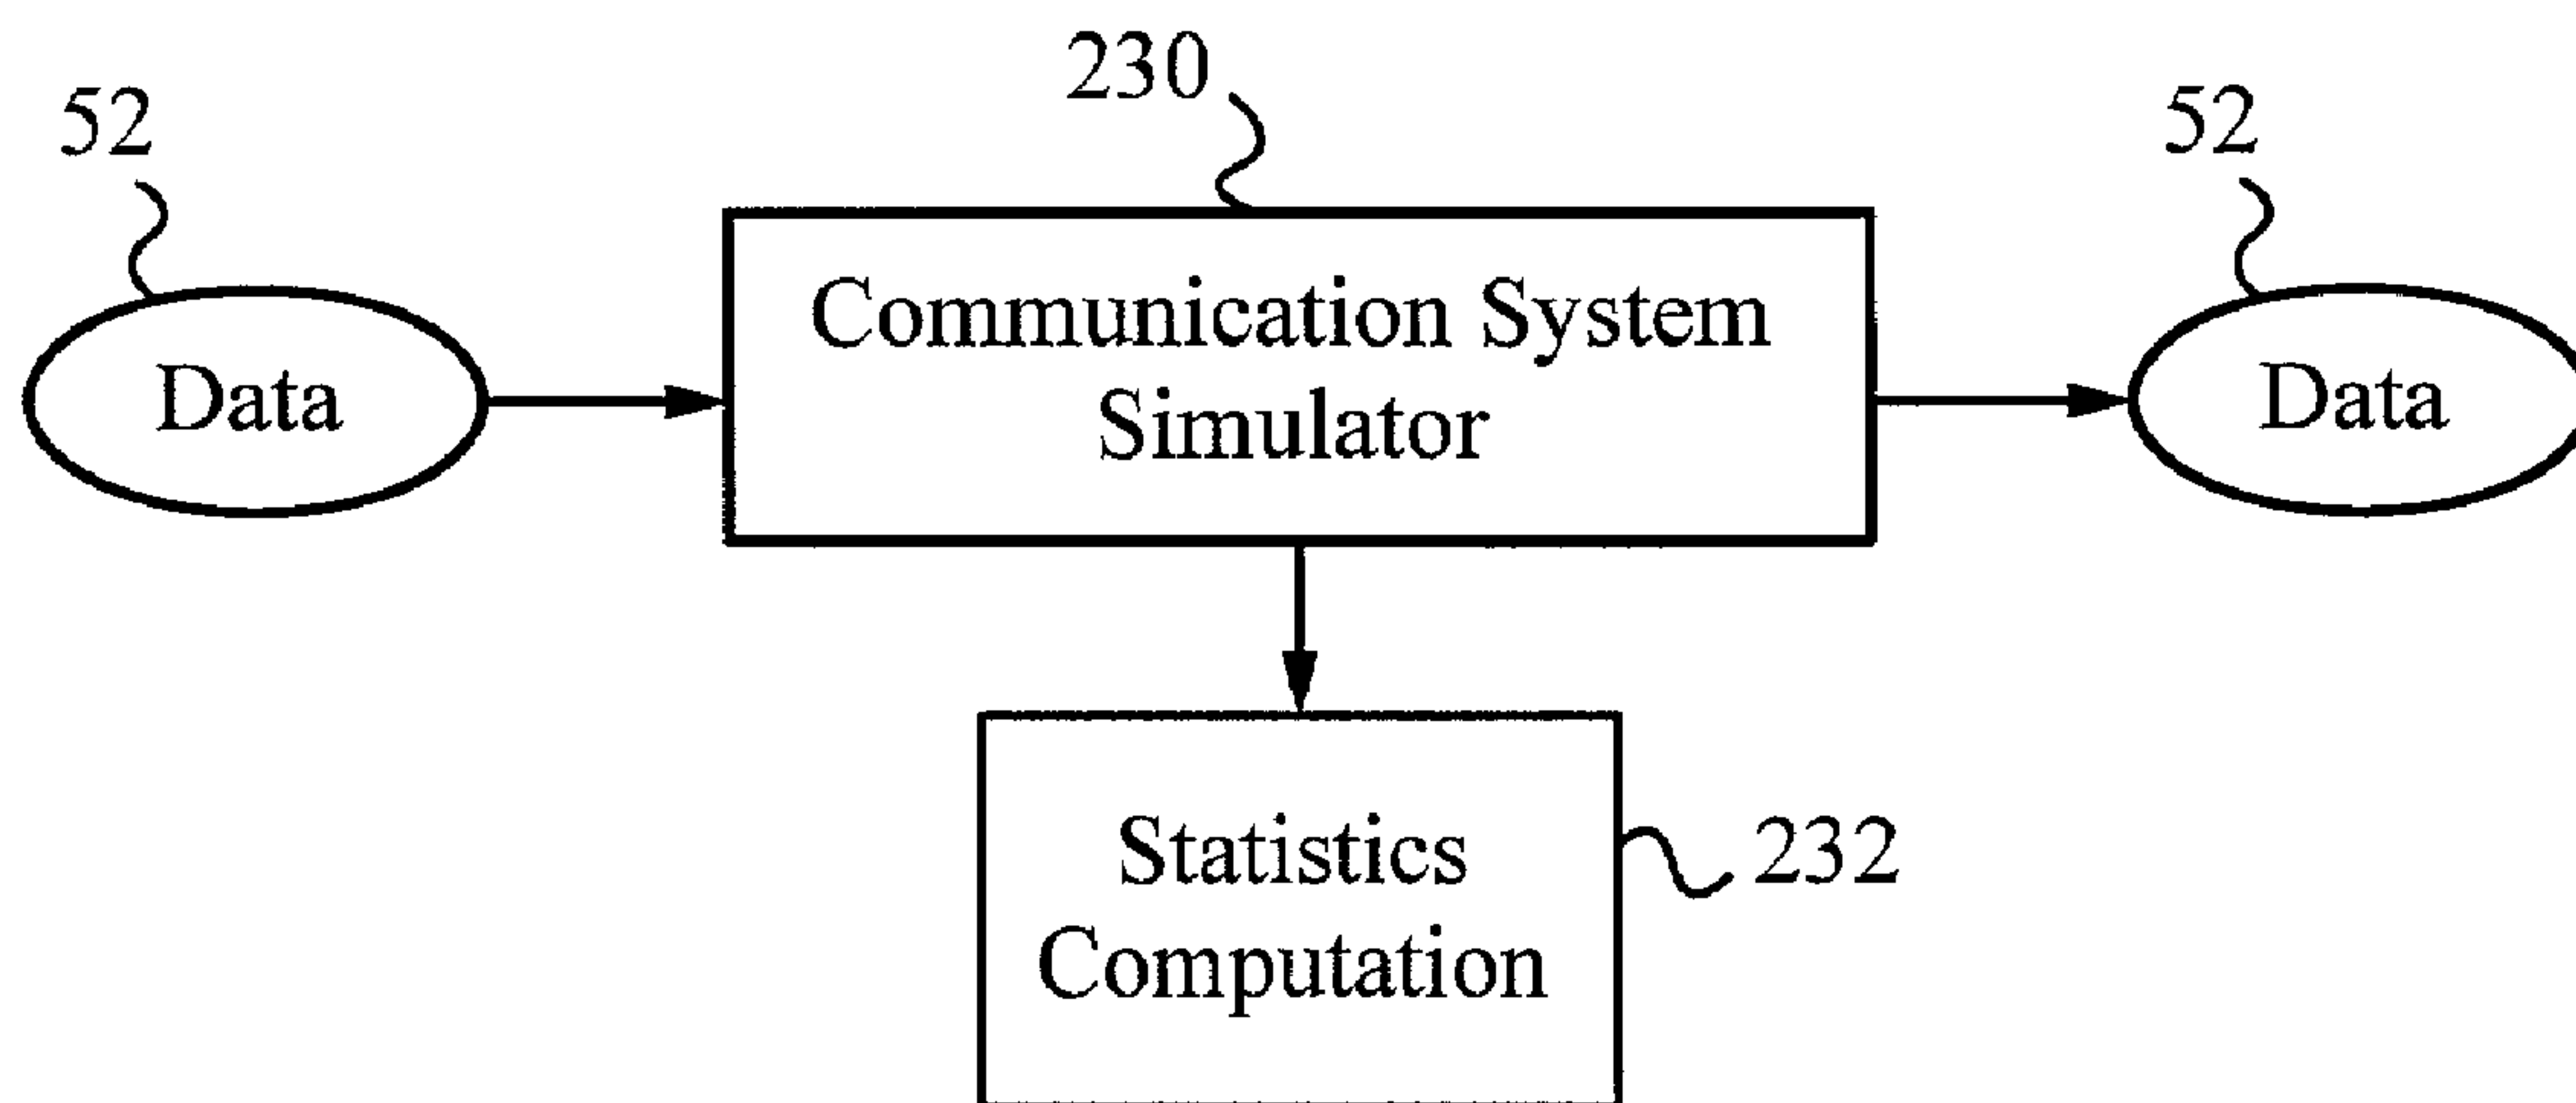 230
52
52
Communication System
Simulator
Data
Data
Statistics
Computation
232